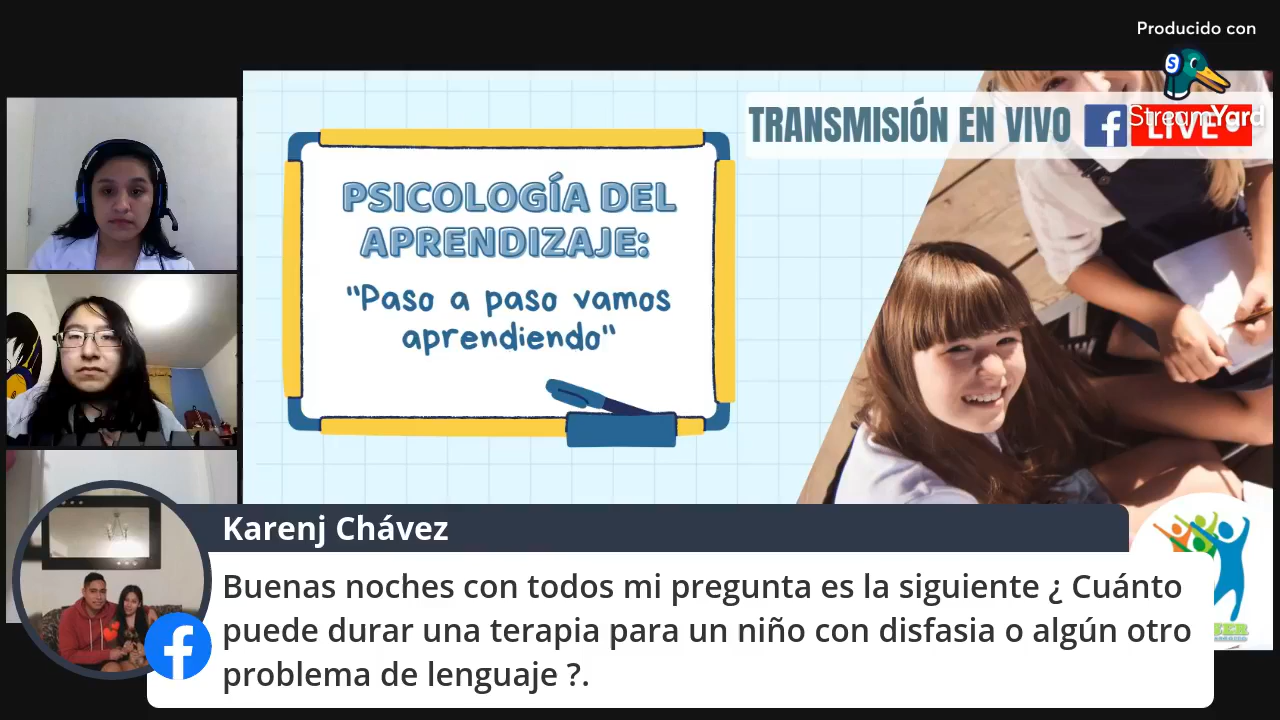 Producido con
StreamYard
TRANSMISIÓN EN VIVO f LIVE
PSICOLOGÍA DEL
APRENDIZAJE:
"Paso a paso vamos
aprendiendo"
Karenj Chávez
Buenas noches con todos mi pregunta es la siguiente ¿ Cuánto
puede durar una terapia para un niño con disfasia o algún otro
problema de lenguaje ?.